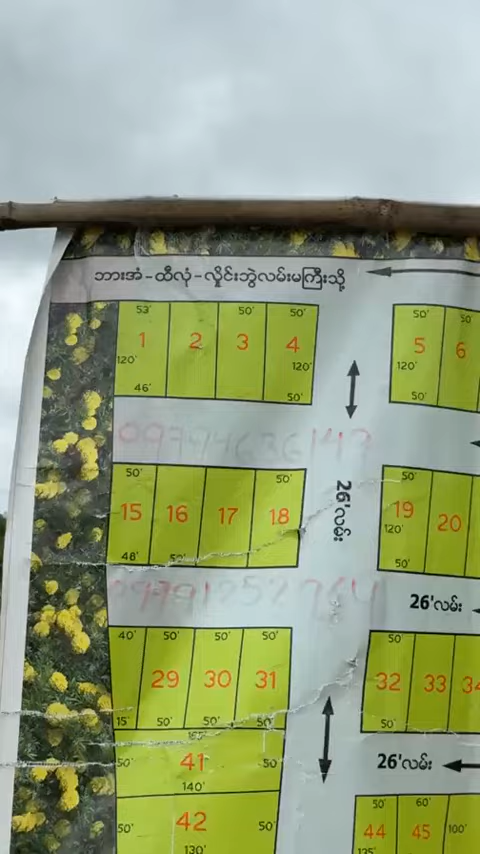 ဘားအံ-ထီလုံ-လှိုင်းဘွဲလမ်းမကြီးသို့
53' 50' 50' 50' 50
1 2 3 4 5 6
120' 120' 120'
46' 50' 50'
09794636143
50' 50' 50'
15 16 17 18 19 20
120'
48' 50' 50'
26'လမ်း
26'လမ်း
40' 50' 50' 50' 50'
29 30 31 32 33 34
15' 50' 50' 50' 50'
50' 41 50
140'
26'လမ်း
50' 42 50'
130'
50' 60'
44 45 100'